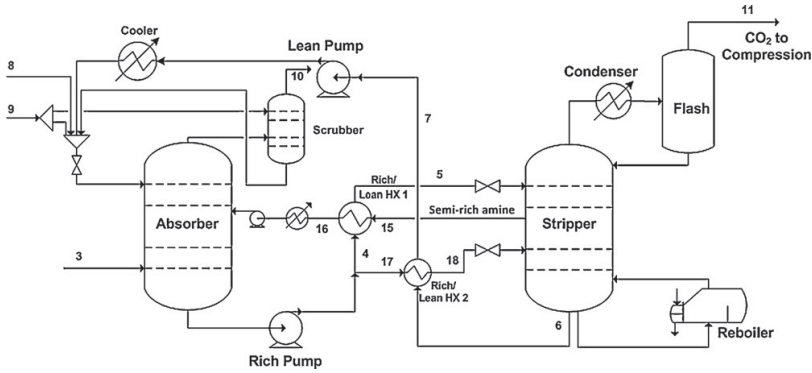 11
Cooler
CO₂ to
Compression
Lean Pump
8
10
Condenser
Flash
9
7
Scrubber
Rich/
Loan HX 1
5
Absorber
Semi-rich amine
Stripper
16
15
4
3
17
18
Rich/
Lean HX 2
6
Reboiler
Rich Pump